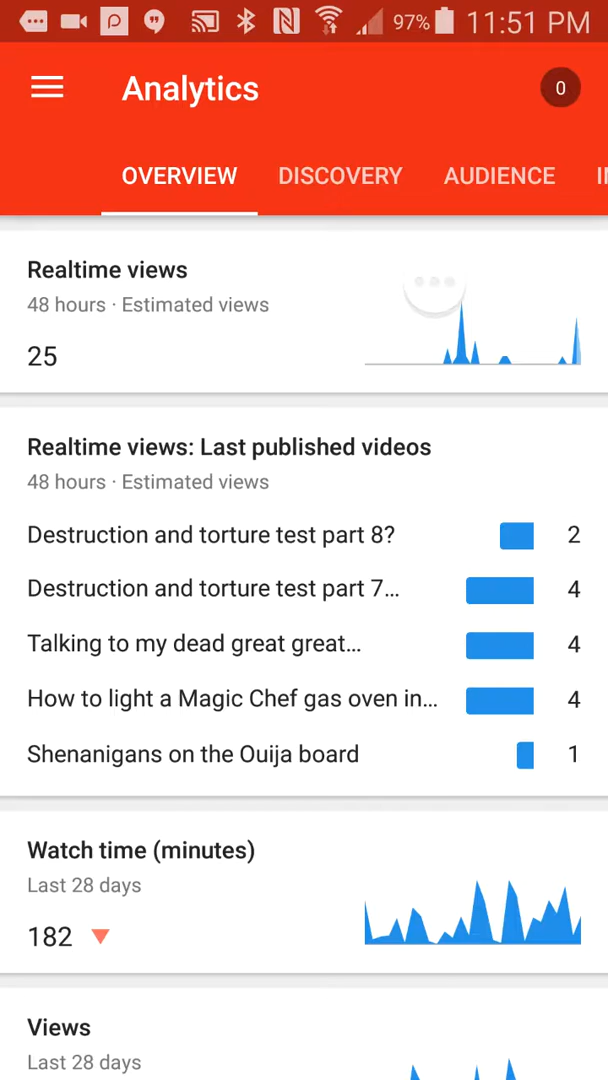 97% 11:51 PM
Analytics
0
OVERVIEW DISCOVERY AUDIENCE
Realtime views
48 hours · Estimated views
25
Realtime views: Last published videos
48 hours · Estimated views
Destruction and torture test part 8? 2
Destruction and torture test part 7... 4
Talking to my dead great great... 4
How to light a Magic Chef gas oven in... 4
Shenanigans on the Ouija board 1
Watch time (minutes)
Last 28 days
182
Views
Last 28 days